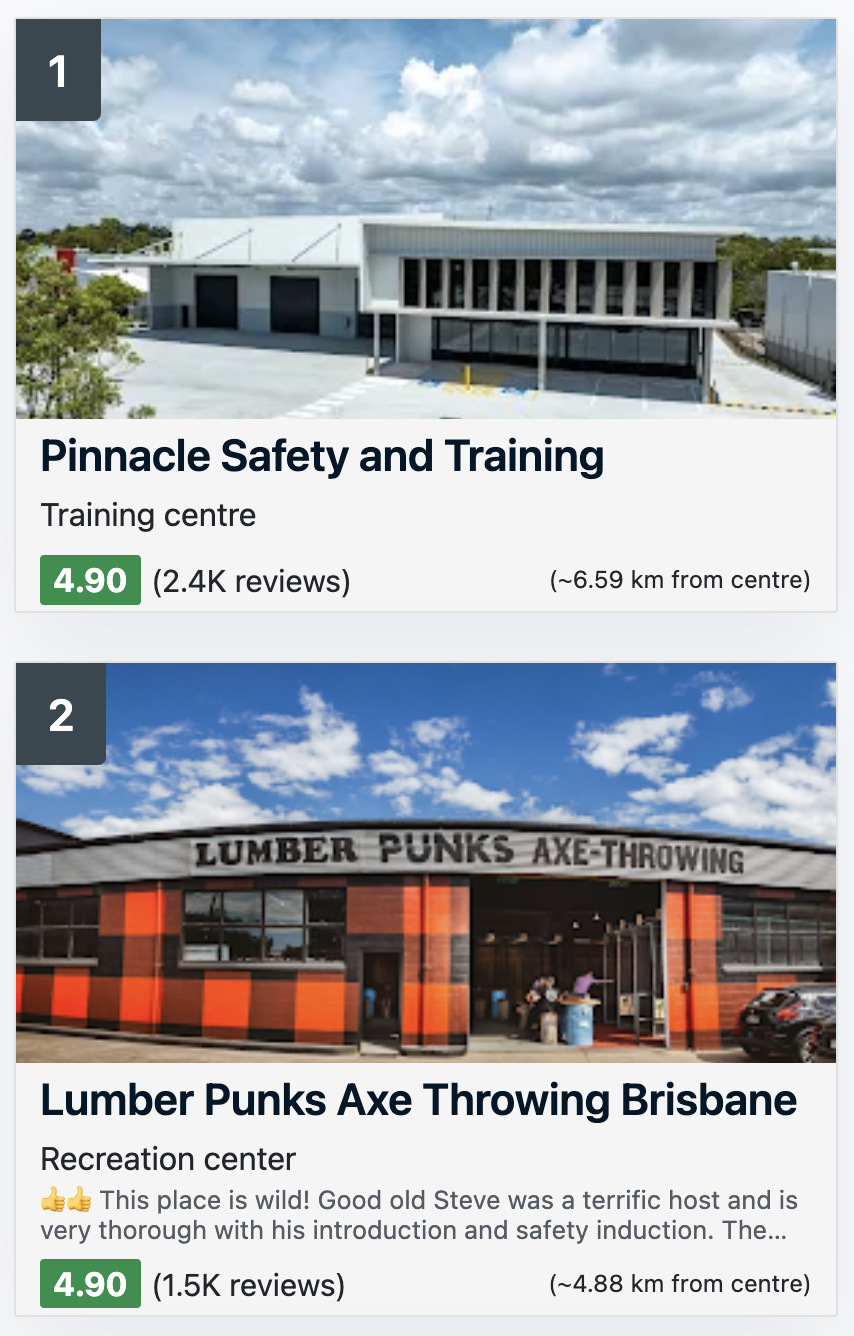 1
Pinnacle Safety and Training
Training centre
4.90 (2.4K reviews) (~6.59 km from centre)
2
LUMBER PUNKS AXE-THROWING
Lumber Punks Axe Throwing Brisbane
Recreation center
👍👍 This place is wild! Good old Steve was a terrific host and is
very thorough with his introduction and safety induction. The...
4.90 (1.5K reviews) (~4.88 km from centre)